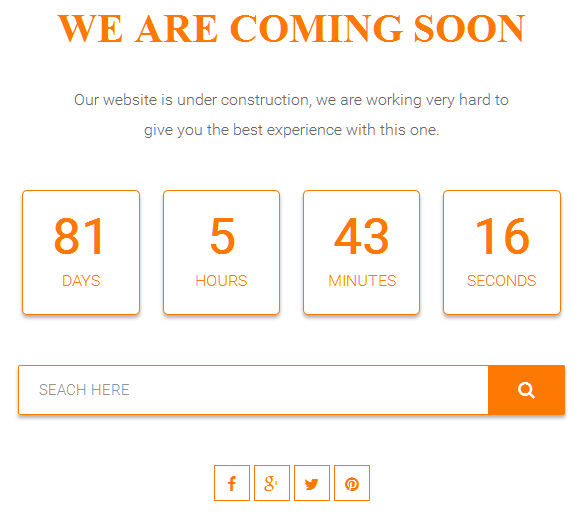 WE ARE COMING SOON
Our website is under construction, we are working very hard to
give you the best experience with this one.
81 5 43 16
DAYS HOURS MINUTES SECONDS
SEACH HERE